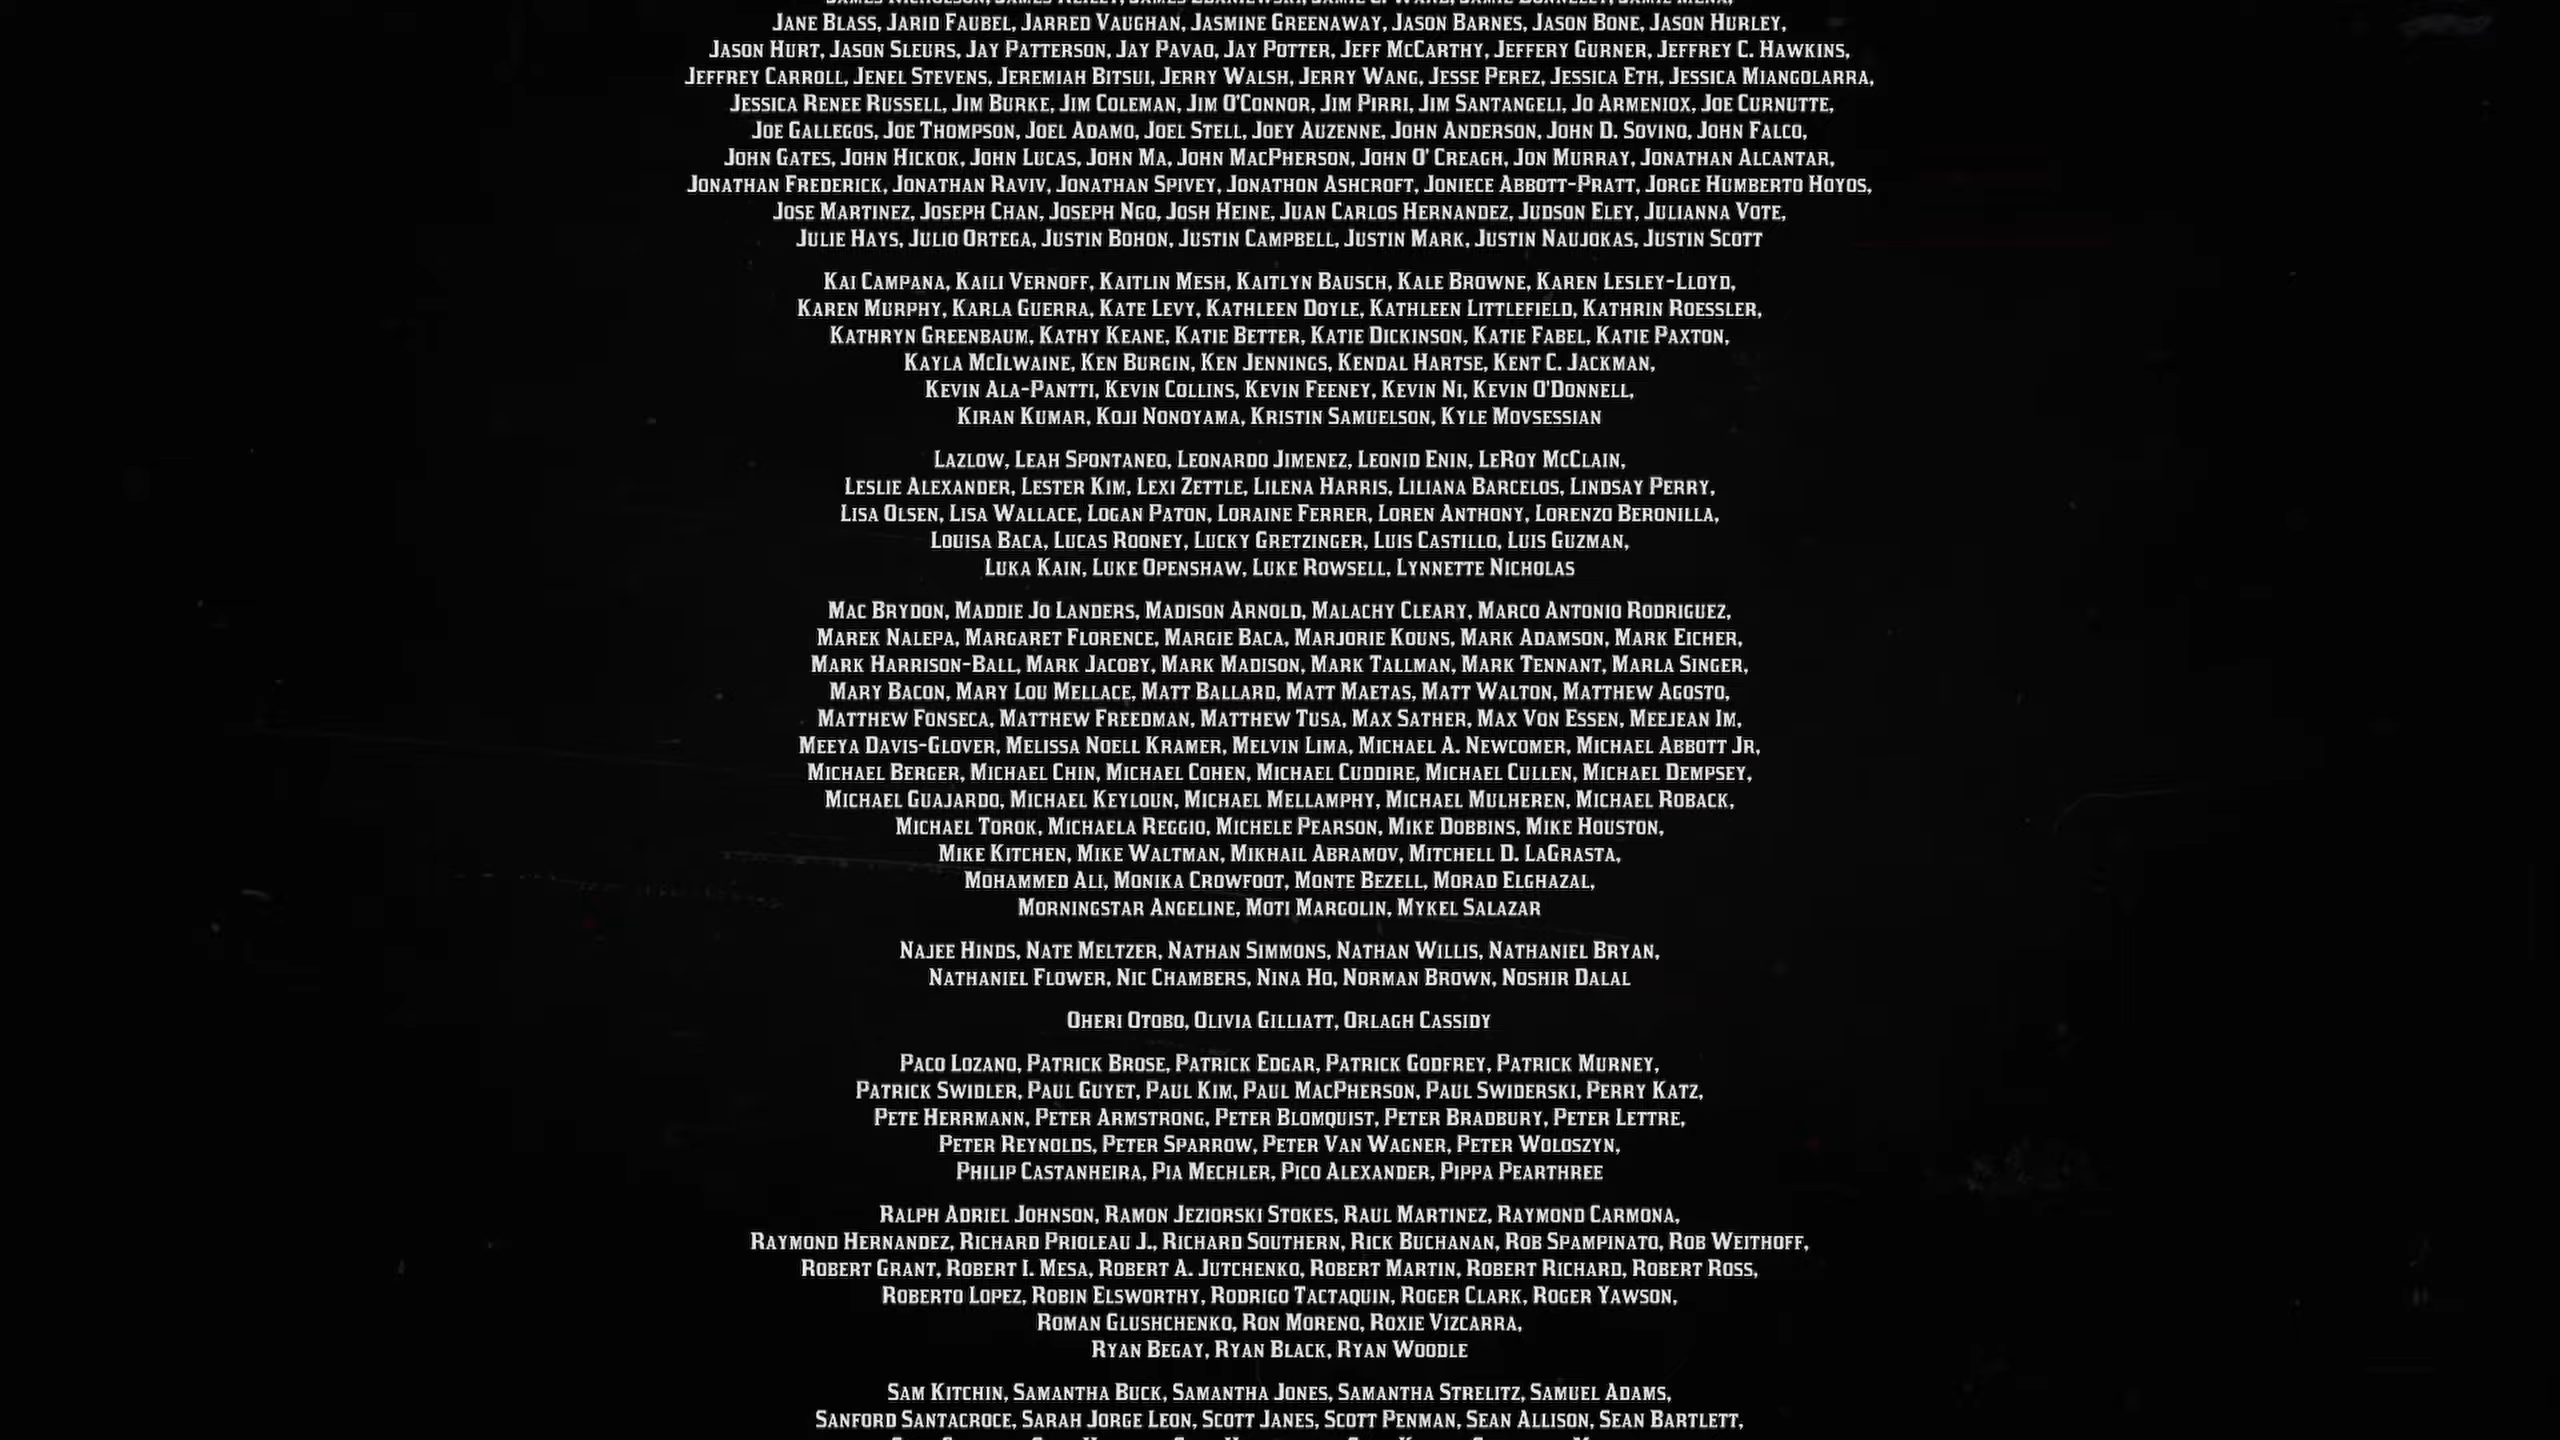 Jane Blass, Jarid Faubel, Jarred Vaughan, Jasmine Greenaway, Jason Barnes, Jason Bone, Jason Hurley,
Jason Hurt, Jason Sleurs, Jay Patterson, Jay Pavao, Jay Potter, Jeff McCarthy, Jeffery Gurner, Jeffrey C. Hawkins,
Jeffrey Carroll, Jenel Stevens, Jeremiah Bitsui, Jerry Walsh, Jerry Wang, Jesse Perez, Jessica Eth, Jessica Miangolarra,
Jessica Renee Russell, Jim Burke, Jim Coleman, Jim O'Connor, Jim Pirri, Jim Santangeli, Jo Armeniox, Joe Curnutte,
Joe Gallegos, Joe Thompson, Joel Adamo, Joel Stell, Joey Auzenne, John Anderson, John D. Sovino, John Falco,
John Gates, John Hickok, John Lucas, John Ma, John MacPherson, John O' Creagh, Jon Murray, Jonathan Alcantar,
Jonathan Frederick, Jonathan Raviv, Jonathan Spivey, Jonathon Ashcroft, Joniece Abbott-Pratt, Jorge Humberto Hoyos,
Jose Martinez, Joseph Chan, Joseph Ngo, Josh Heine, Juan Carlos Hernandez, Judson Eley, Julianna Vote,
Julie Hays, Julio Ortega, Justin Bohon, Justin Campbell, Justin Mark, Justin Naujokas, Justin Scott
Kai Campana, Kaili Vernoff, Kaitlin Mesh, Kaitlyn Bausch, Kale Browne, Karen Lesley-Lloyd,
Karen Murphy, Karla Guerra, Kate Levy, Kathleen Doyle, Kathleen Littlefield, Kathrin Roessler,
Kathryn Greenbaum, Kathy Keane, Katie Better, Katie Dickinson, Katie Fabel, Katie Paxton,
Kayla McIlwaine, Ken Burgin, Ken Jennings, Kendal Hartse, Kent C. Jackman,
Kevin Ala-Pantti, Kevin Collins, Kevin Feeney, Kevin Ni, Kevin O'Donnell,
Kiran Kumar, Koji Nonoyama, Kristin Samuelson, Kyle Movsessian
Lazlow, Leah Spontaneo, Leonardo Jimenez, Leonid Enin, LeRoy McClain,
Leslie Alexander, Lester Kim, Lexi Zettle, Lilena Harris, Liliana Barcelos, Lindsay Perry,
Lisa Olsen, Lisa Wallace, Logan Paton, Loraine Ferrer, Loren Anthony, Lorenzo Beronilla,
Louisa Baca, Lucas Rooney, Lucky Gretzinger, Luis Castillo, Luis Guzman,
Luka Kain, Luke Openshaw, Luke Rowsell, Lynnette Nicholas
Mac Brydon, Maddie Jo Landers, Madison Arnold, Malachy Cleary, Marco Antonio Rodriguez,
Marek Nalepa, Margaret Florence, Margie Baca, Marjorie Kouns, Mark Adamson, Mark Eicher,
Mark Harrison-Ball, Mark Jacoby, Mark Madison, Mark Tallman, Mark Tennant, Marla Singer,
Mary Bacon, Mary Lou Mellace, Matt Ballard, Matt Maetas, Matt Walton, Matthew Agosto,
Matthew Fonseca, Matthew Freedman, Matthew Tusa, Max Sather, Max Von Essen, Meejean Im,
Meeya Davis-Glover, Melissa Noell Kramer, Melvin Lima, Michael A. Newcomer, Michael Abbott Jr,
Michael Berger, Michael Chin, Michael Cohen, Michael Cuddire, Michael Cullen, Michael Dempsey,
Michael Guajardo, Michael Keyloun, Michael Mellamphy, Michael Mulheren, Michael Roback,
Michael Torok, Michaela Reggio, Michele Pearson, Mike Dobbins, Mike Houston,
Mike Kitchen, Mike Waltman, Mikhail Abramov, Mitchell D. LaGrasta,
Mohammed Ali, Monika Crowfoot, Monte Bezell, Morad Elghazal,
Morningstar Angeline, Moti Margolin, Mykel Salazar
Najee Hinds, Nate Meltzer, Nathan Simmons, Nathan Willis, Nathaniel Bryan,
Nathaniel Flower, Nic Chambers, Nina Ho, Norman Brown, Noshir Dalal
Oheri Otobo, Olivia Gilliatt, Orlagh Cassidy
Paco Lozano, Patrick Brose, Patrick Edgar, Patrick Godfrey, Patrick Murney,
Patrick Swidler, Paul Guyet, Paul Kim, Paul MacPherson, Paul Swiderski, Perry Katz,
Pete Herrmann, Peter Armstrong, Peter Blomquist, Peter Bradbury, Peter Lettre,
Peter Reynolds, Peter Sparrow, Peter Van Wagner, Peter Woloszyn,
Philip Castanheira, Pia Mechler, Pico Alexander, Pippa Pearthree
Ralph Adriel Johnson, Ramon Jeziorski Stokes, Raul Martinez, Raymond Carmona,
Raymond Hernandez, Richard Prioleau J., Richard Southern, Rick Buchanan, Rob Spampinato, Rob Weithoff,
Robert Grant, Robert I. Mesa, Robert A. Jutchenko, Robert Martin, Robert Richard, Robert Ross,
Roberto Lopez, Robin Elsworthy, Rodrigo Tactaquin, Roger Clark, Roger Yawson,
Roman Glushchenko, Ron Moreno, Roxie Vizcarra,
Ryan Begay, Ryan Black, Ryan Woodle
Sam Kitchin, Samantha Buck, Samantha Jones, Samantha Strelitz, Samuel Adams,
Sanford Santacroce, Sarah Jorge Leon, Scott Janes, Scott Penman, Sean Allison, Sean Bartlett,